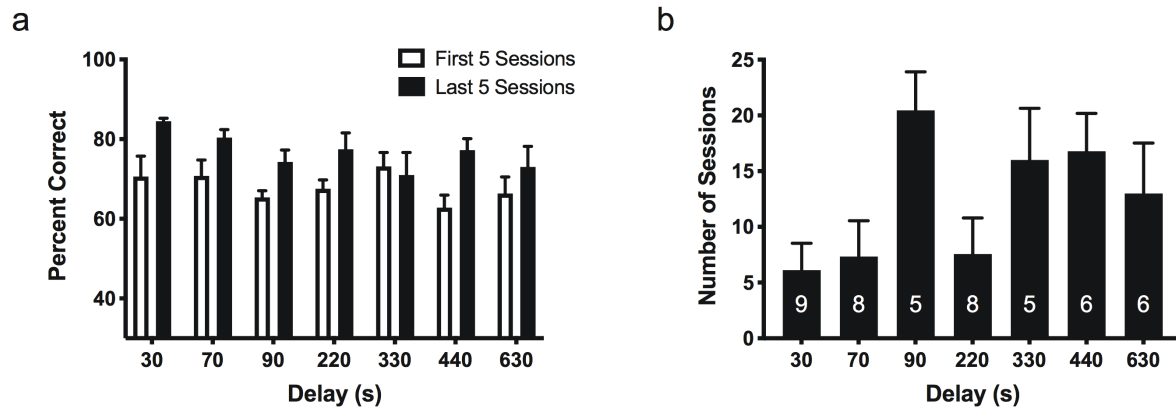 a
100
80
60
40
Percent Correct
First 5 Sessions
Last 5 Sessions
30 70 90 220 330 440 630
Delay (s)
b
25
20
15
10
5
0
Number of Sessions
9 8 5 8 5 6 6
30 70 90 220 330 440 630
Delay (s)